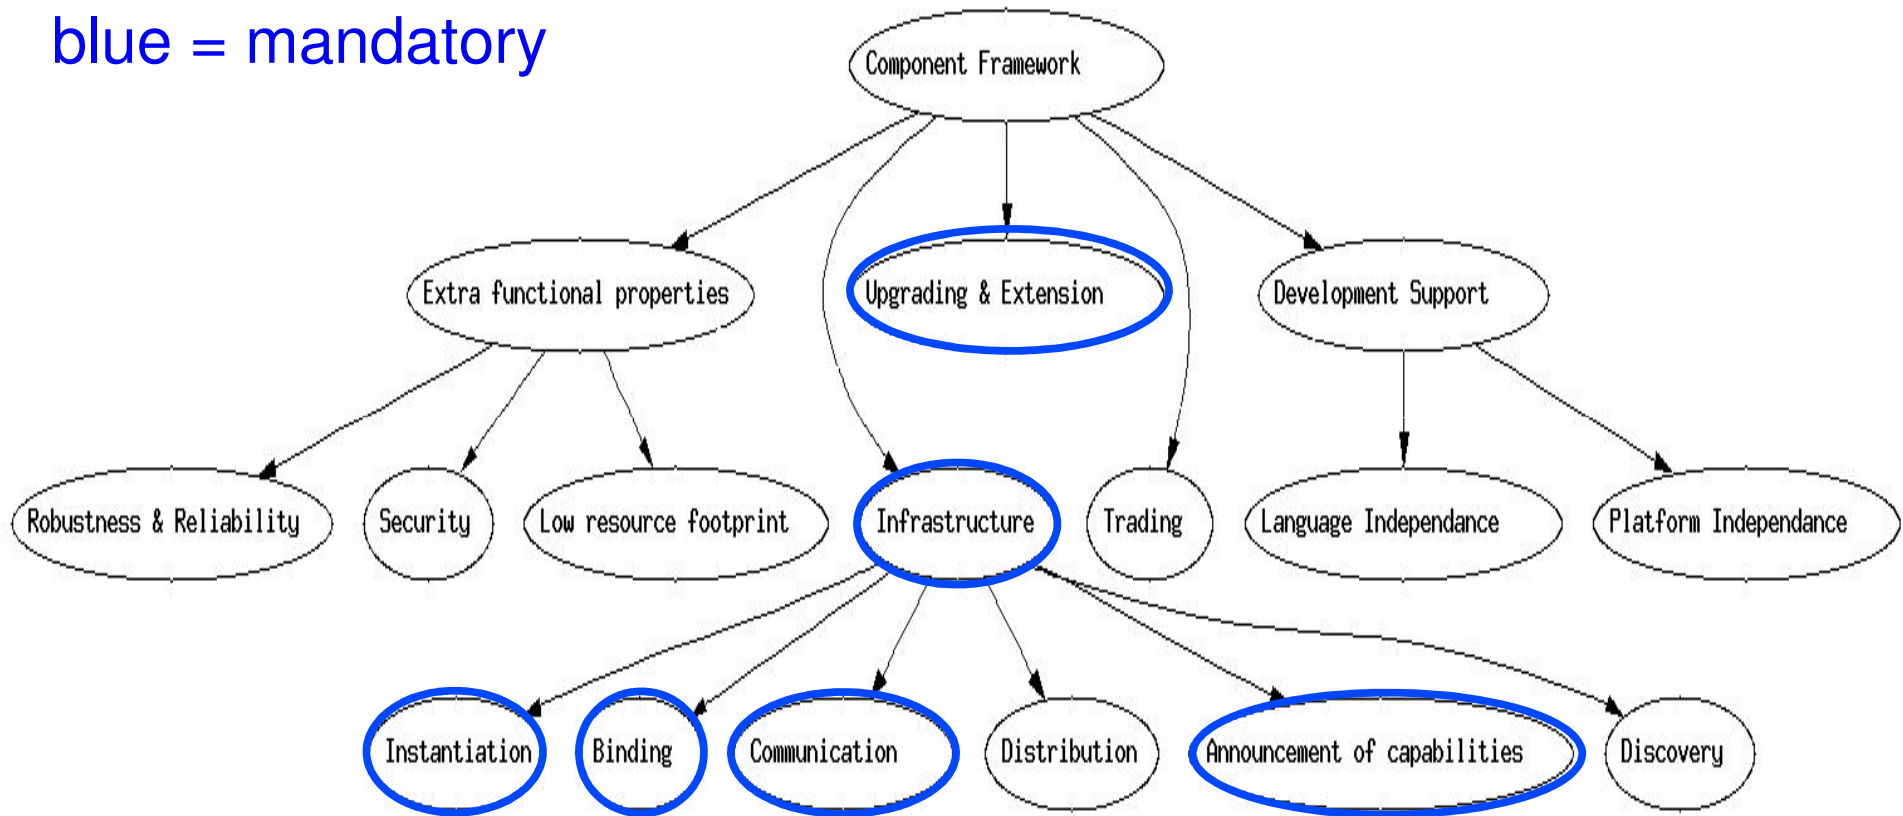 blue = mandatory
Component Framework
Extra functional properties
Upgrading & Extension
Development Support
Robustness & Reliability
Security
Low resource footprint
Infrastructure
Trading
Language Independance
Platform Independance
Instantiation
Binding
Communication
Distribution
Announcement of capabilities
Discovery